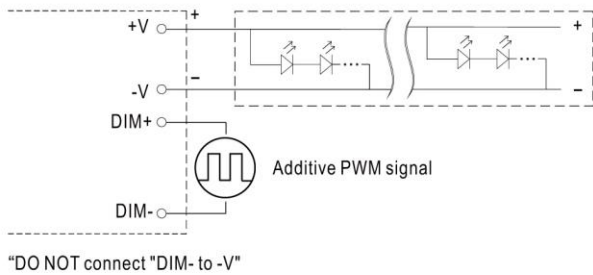 +V
+
+
-V
−
−
DIM+
Additive PWM signal
DIM-
“DO NOT connect "DIM- to -V"